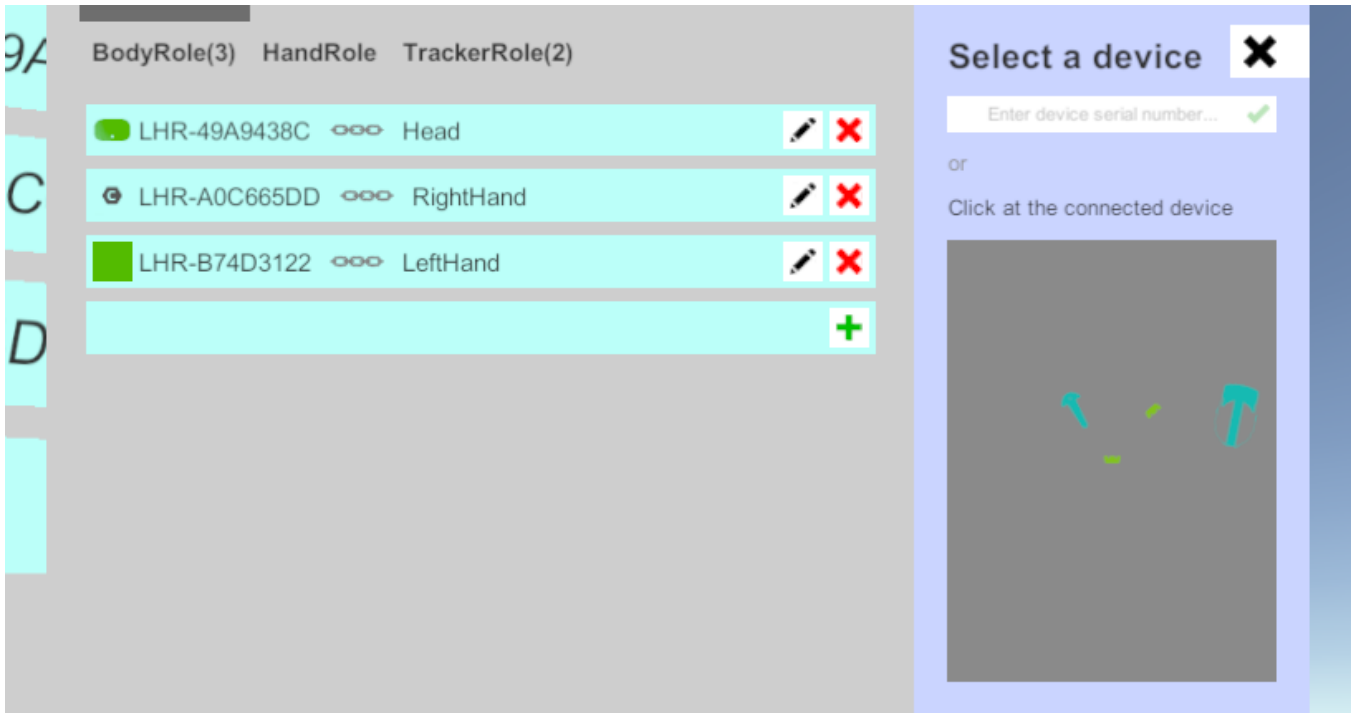 9A
C
D
BodyRole(3) HandRole TrackerRole(2)
LHR-49A9438C Head
LHR-A0C665DD RightHand
LHR-B74D3122 LeftHand
Select a device
Enter device serial number...
or
Click at the connected device